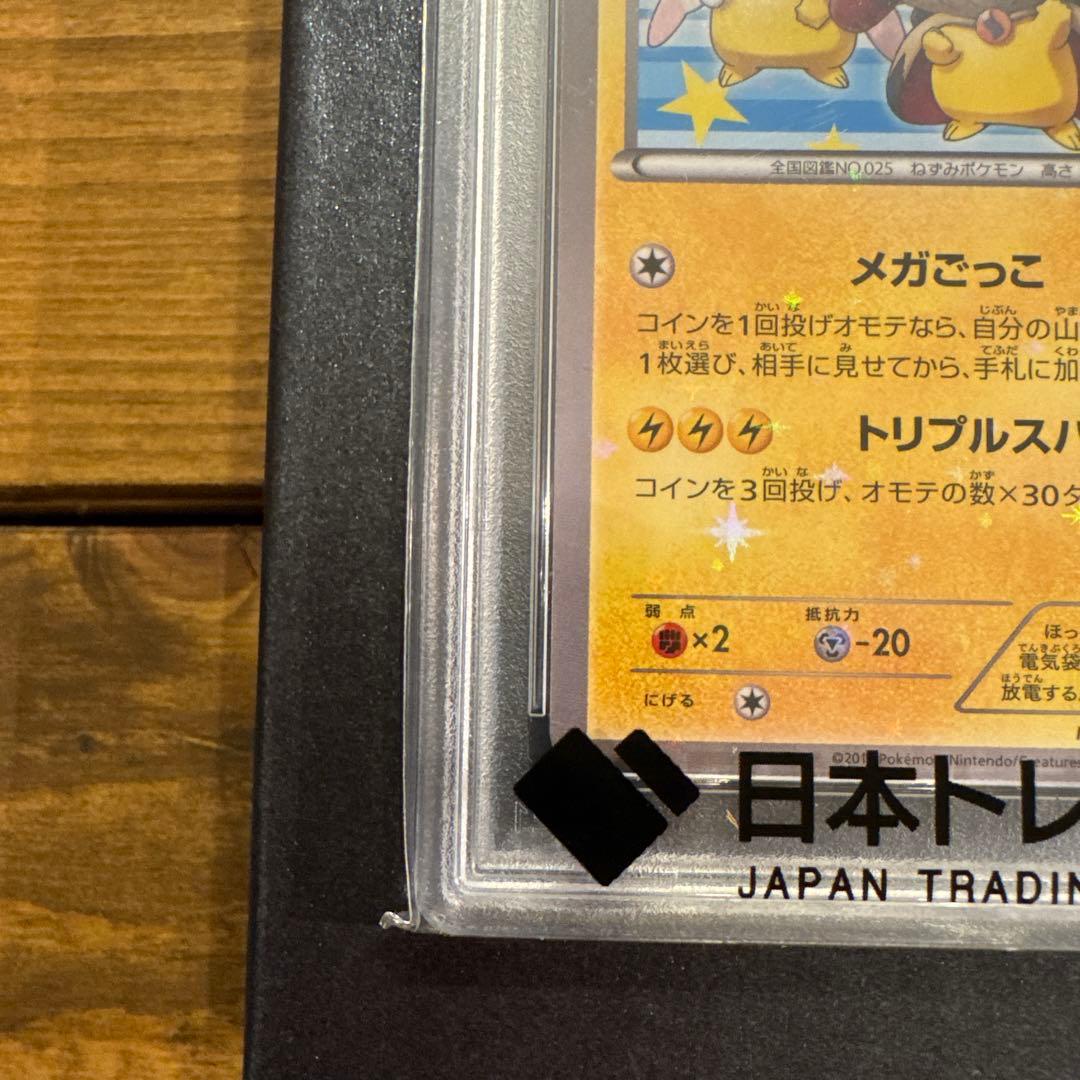 全国図鑑NO.025 ねずみポケモン 高さ
メガごっこ
コインを1回投げオモテなら、自分の山
1枚選び、相手に見せてから、手札に加
トリプルスパ
コインを3回投げ、オモテの数×30ダ
弱点
×2
抵抗力
-20
にげる
ほっ
電気袋
放電する
Pokémon/Nintendo/Creatures
日本トレ
JAPAN TRADIN